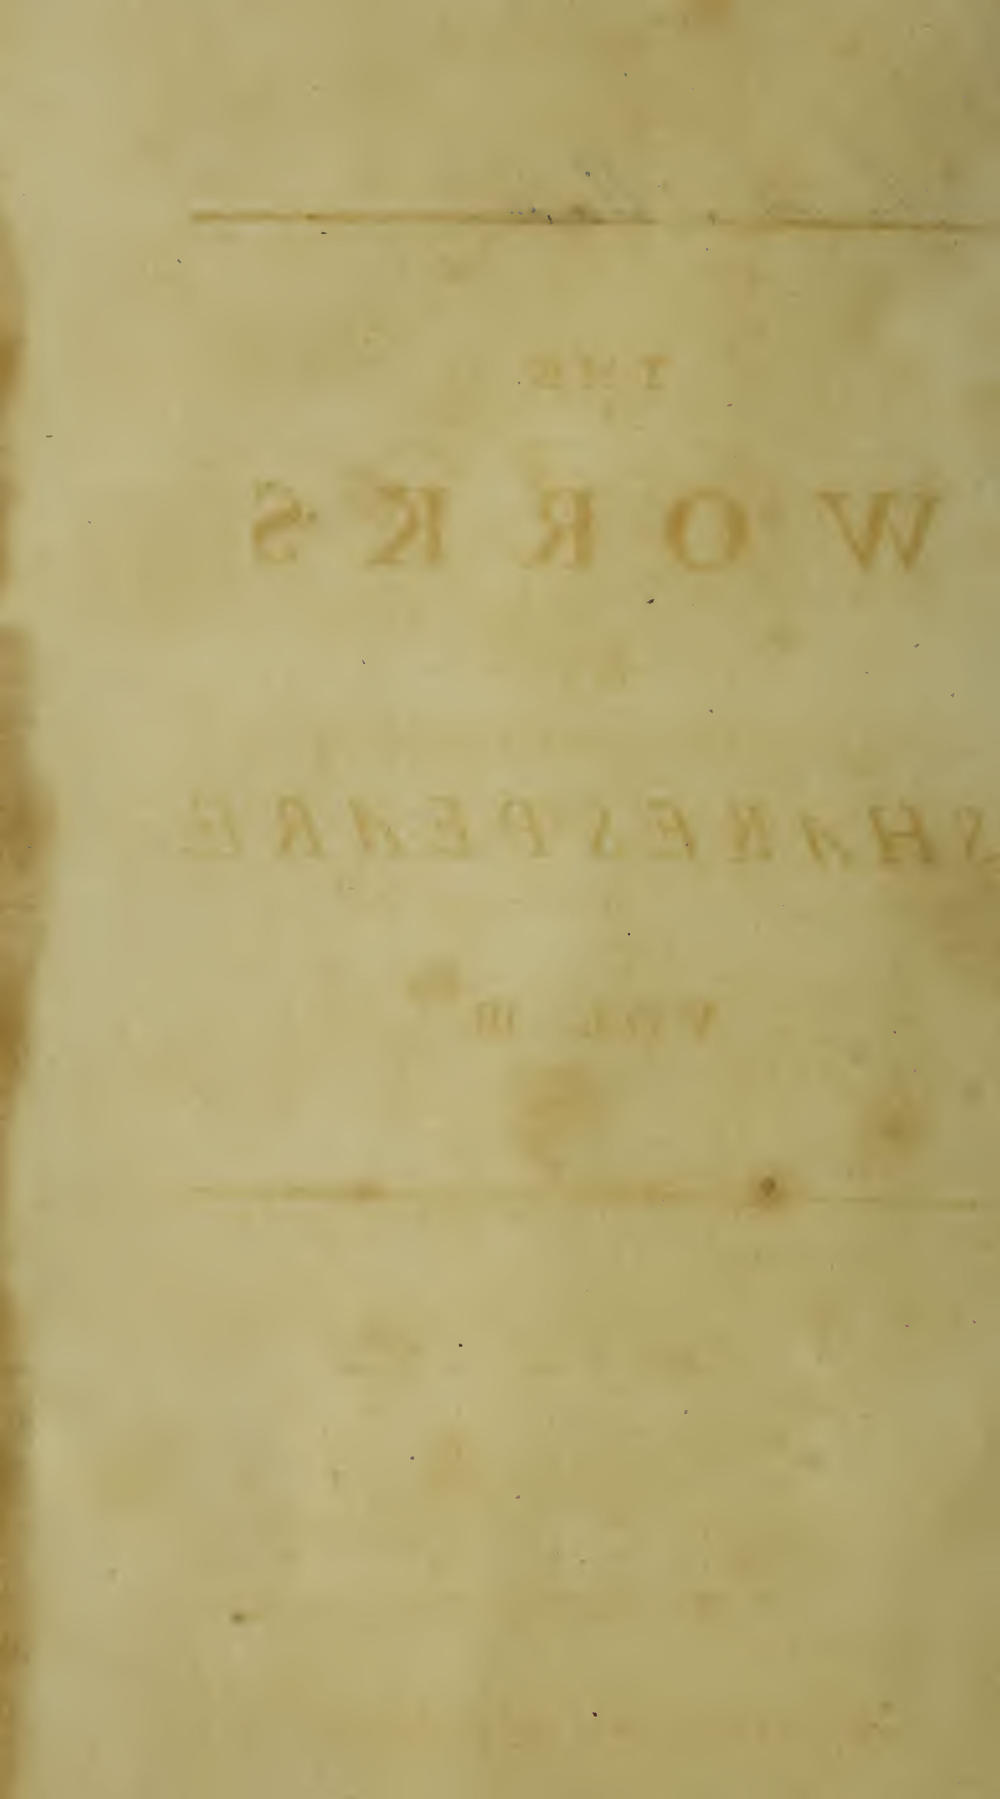 THE
WORKS
SHAKESPEARE
VOL. III